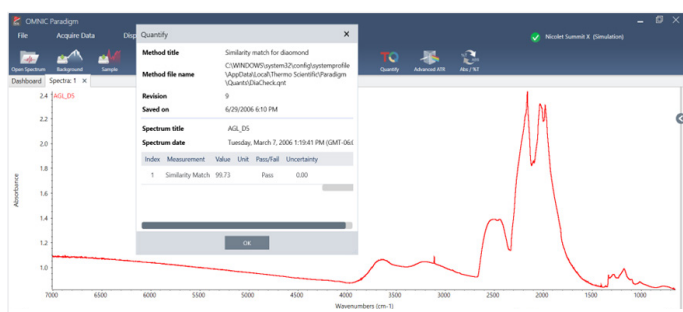 OMNIC Paradigm
File Acquire Data Disp
Nicolet Summit X (Simulation)
Open Spectrum Background Sample Quantify Advanced ATR Abs / %T
Dashboard Spectra: 1 ×
Quantify
Method title Similarity match for diaomond
Method file name C:\WINDOWS\system32\config\systemprofile
\AppData\Local\Thermo Scientific\Paradigm
\Quants\DiaCheck.qnt
Revision 9
Saved on 6/29/2006 6:10 PM
Spectrum title AGL_D5
Spectrum date Tuesday, March 7, 2006 1:19:41 PM (GMT-06:
Index Measurement Value Unit Pass/Fail Uncertainty
1 Similarity Match 99.73 Pass 0.00
OK
AGL_D5
2.4
2.2
2.0
1.8
1.6
1.4
1.2
1.0
Absorbance
7000 6500 6000 5500 5000 4500 4000 3500 3000 2500 2000 1500 1000
Wavenumbers (cm-1)